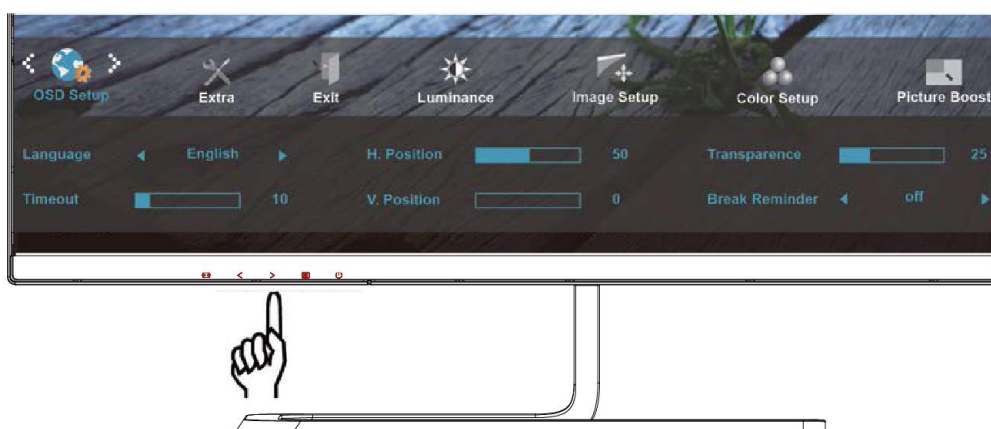 OSD Setup Extra Exit Luminance Image Setup Color Setup Picture Boost
Language English H. Position 50 Transparence 25
Timeout 10 V. Position 0 Break Reminder off